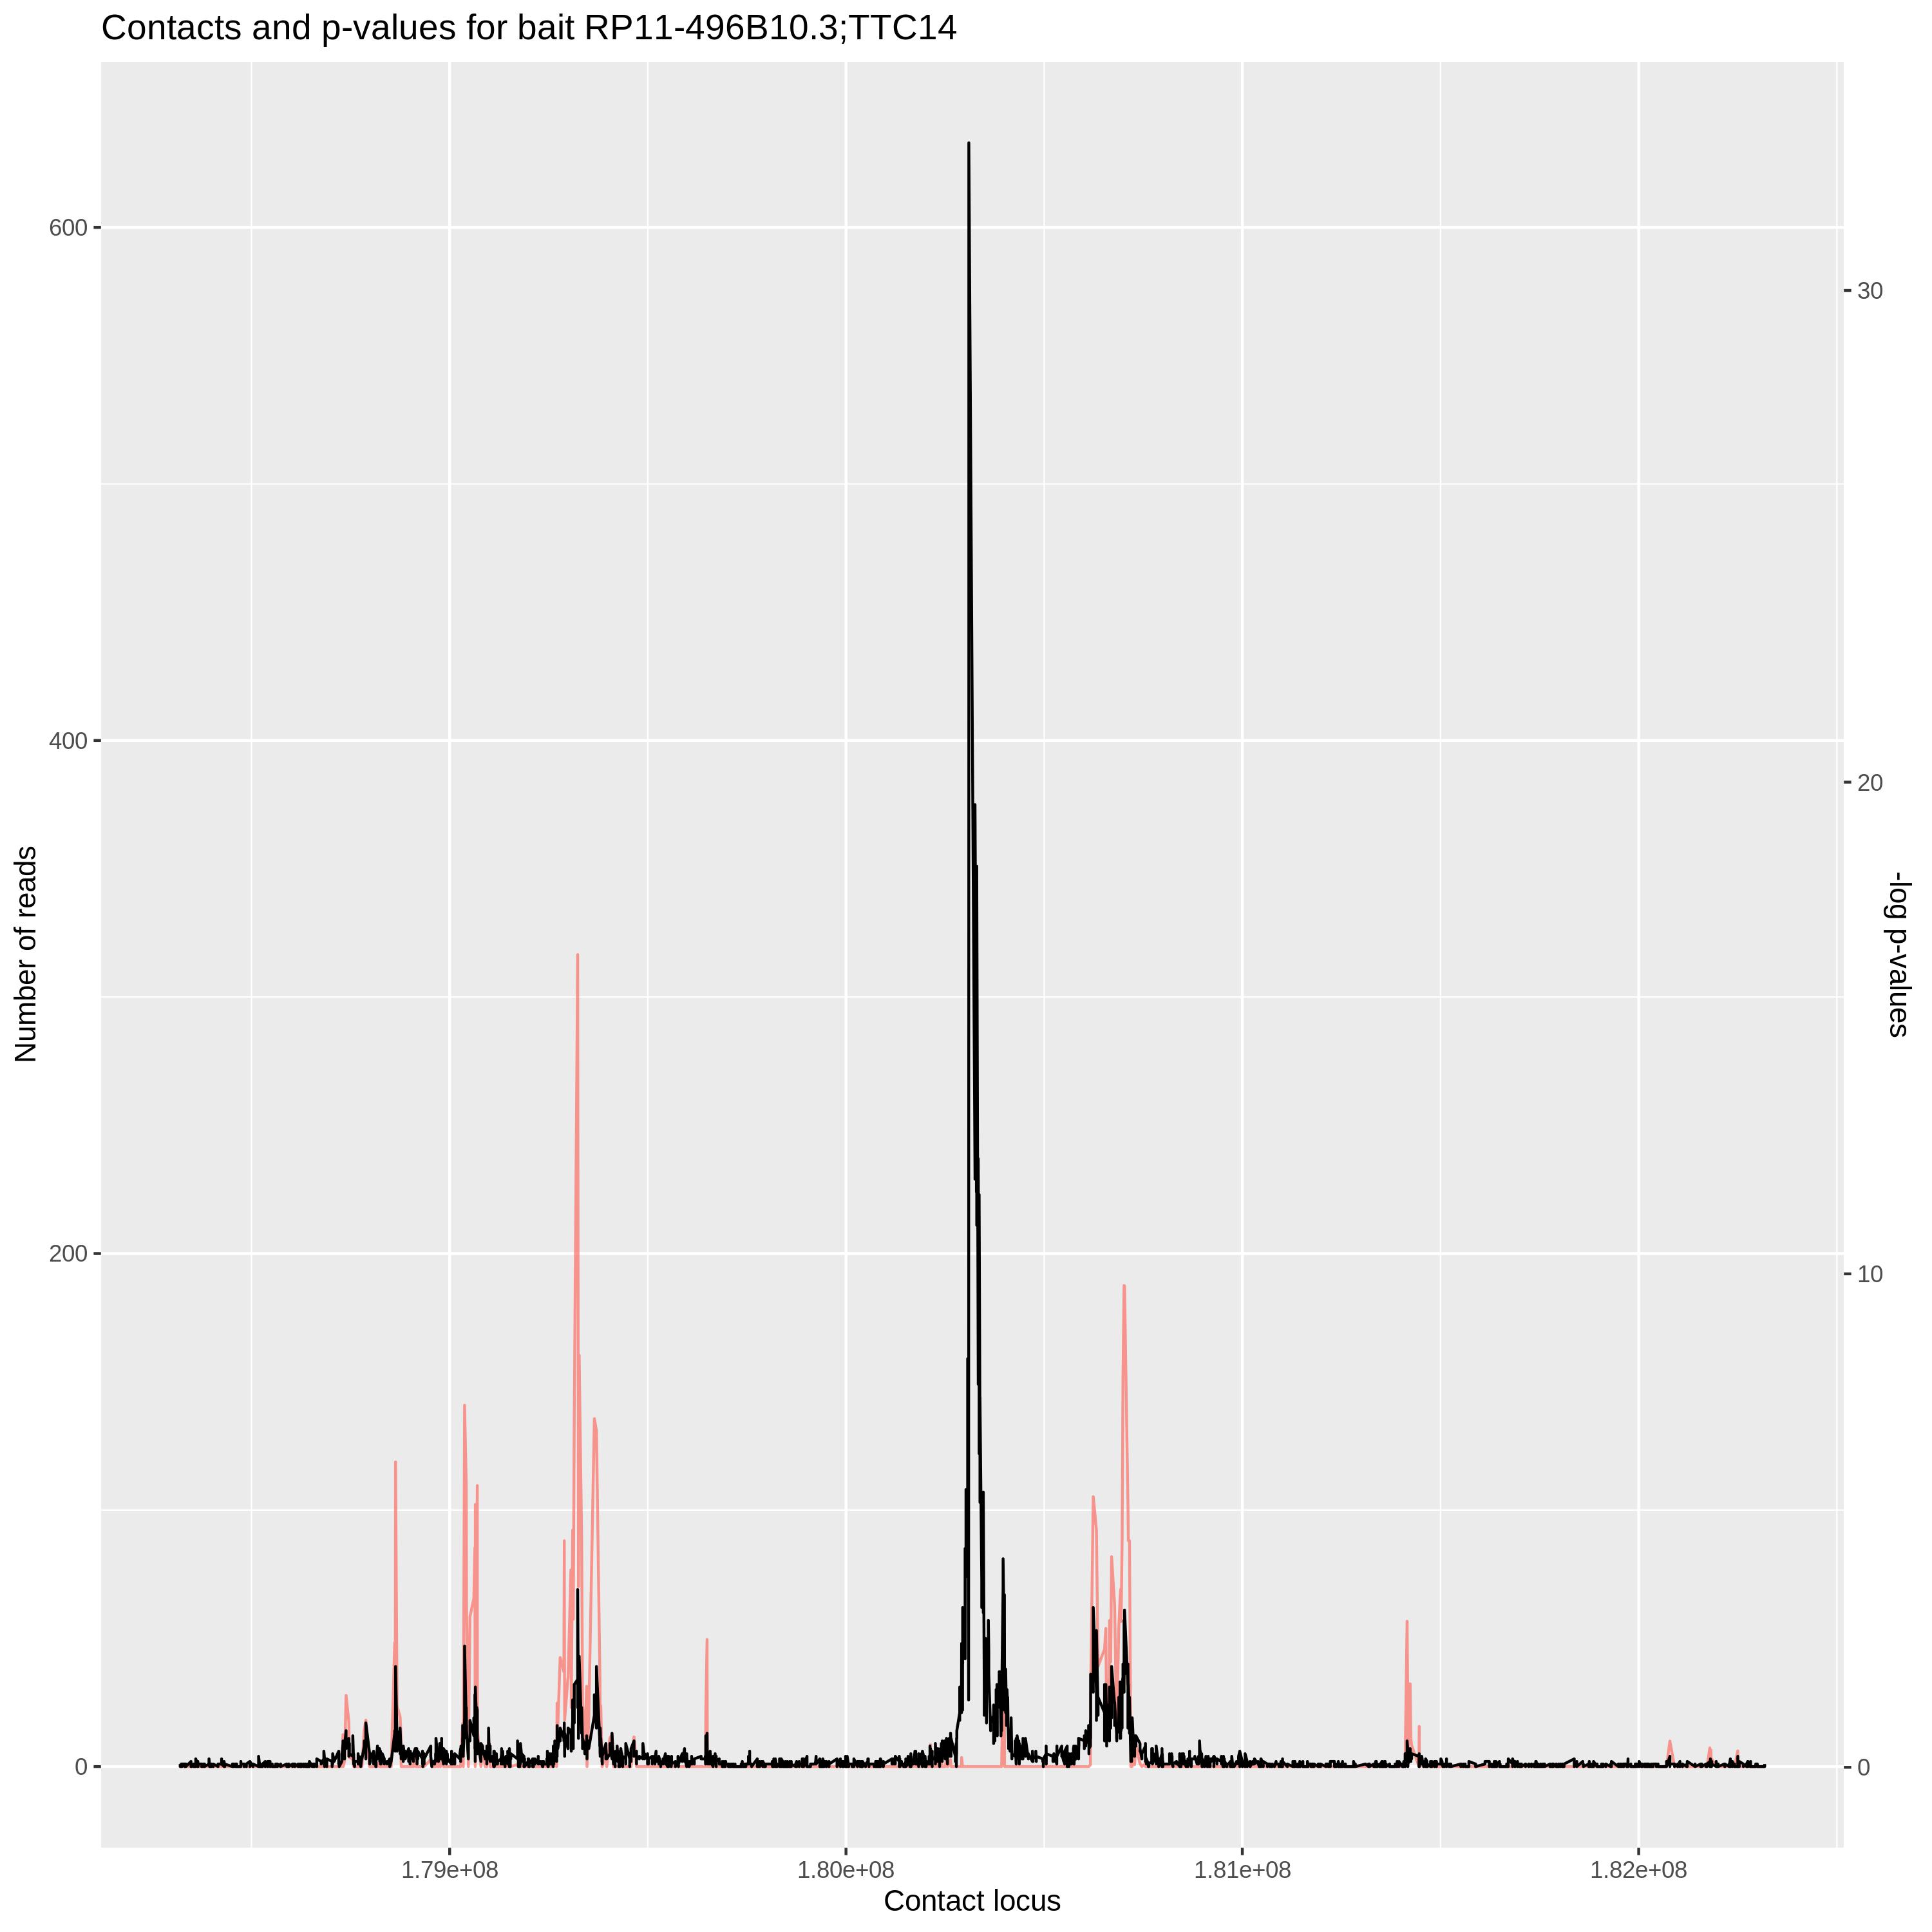 Contacts and p-values for bait RP11-496B10.3;TTC14
600
400
200
0
Number of reads
30
20
10
0
-log p-values
1.79e+08
1.80e+08
1.81e+08
1.82e+08
Contact locus